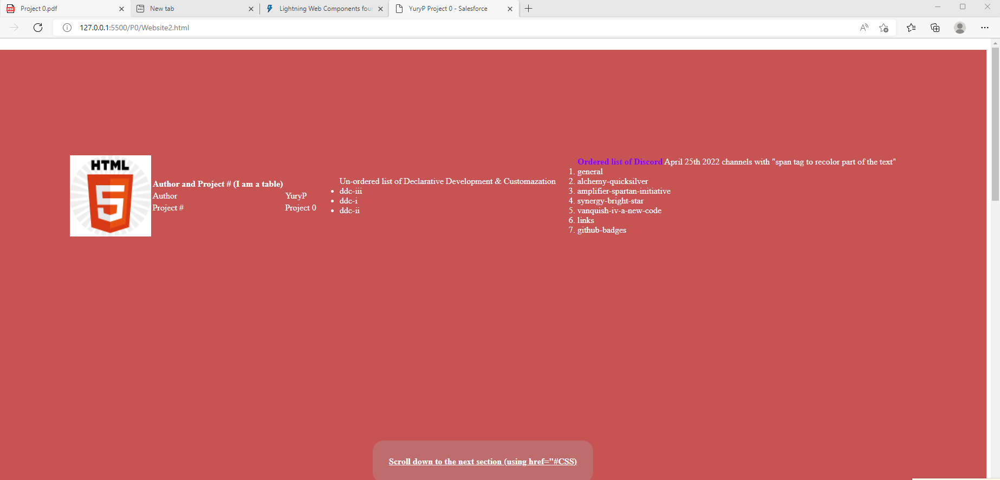 Project 0.pdf
New tab
Lightning Web Components four
YuryP Project 0 - Salesforce
127.0.0.1:5500/P0/Website2.html
HTML
5
Author and Project # (I am a table)
Author YuryP
Project # Project 0
Un-ordered list of Declarative Development & Customazation
ddc-iii
ddc-i
ddc-ii
Ordered list of Discord April 25th 2022 channels with "span tag to recolor part of the text"
1. general
2. alchemy-quicksilver
3. amplifier-spartan-initiative
4. synergy-bright-star
5. vanquish-iv-a-new-code
6. links
7. github-badges
Scroll down to the next section (using href="#CSS)